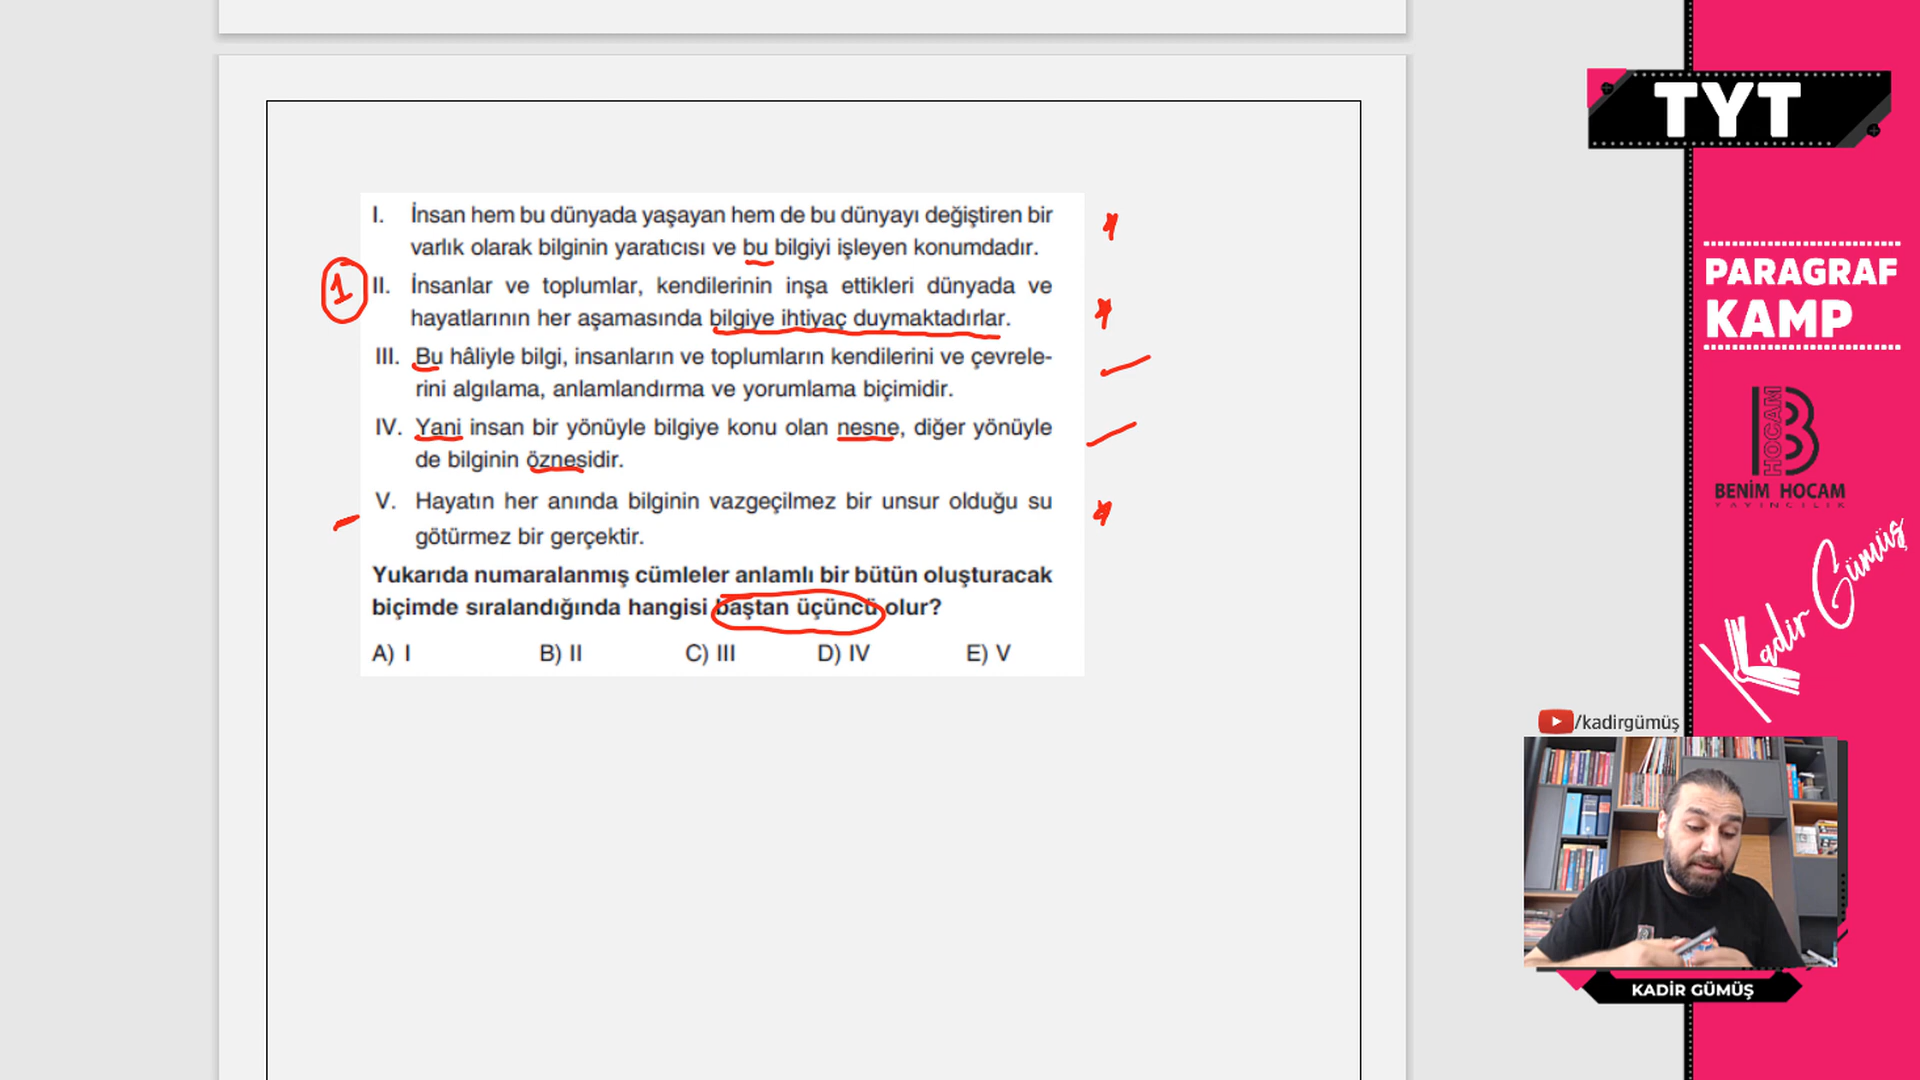 I. İnsan hem bu dünyada yaşayan hem de bu dünyayı değiştiren bir
varlık olarak bilginin yaratıcısı ve bu bilgiyi işleyen konumdadır.
1
II. İnsanlar ve toplumlar, kendilerinin inşa ettikleri dünyada ve
hayatlarının her aşamasında bilgiye ihtiyaç duymaktadırlar.
III. Bu hâliyle bilgi, insanların ve toplumların kendilerini ve çevrele-
rini algılama, anlamlandırma ve yorumlama biçimidir.
IV. Yani insan bir yönüyle bilgiye konu olan nesne, diğer yönüyle
de bilginin öznesidir.
V. Hayatın her anında bilginin vazgeçilmez bir unsur olduğu su
götürmez bir gerçektir.
Yukarıda numaralanmış cümleler anlamlı bir bütün oluşturacak
biçimde sıralandığında hangisi baştan üçüncü olur?
A) I B) II C) III D) IV E) V
TYT
PARAGRAF
KAMP
B
HOCAM
BENİM HOCAM
YAYINCILIK
Kadir Gümüş
/kadirgümüş
KADİR GÜMÜŞ